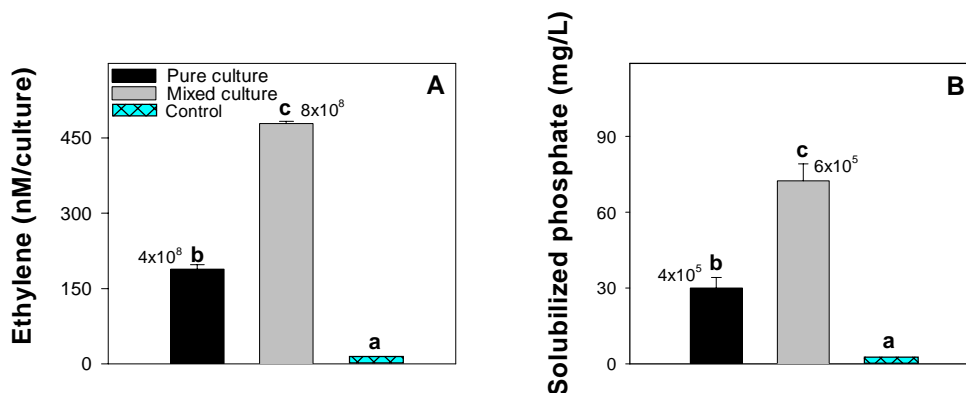 Ethylene (nM/culture)
450
300
150
0
Pure culture
Mixed culture
Control
A
4x10⁸
b
c
8x10⁸
a
Solubilized phosphate (mg/L)
90
60
30
0
B
4x10⁵
b
c
6x10⁵
a